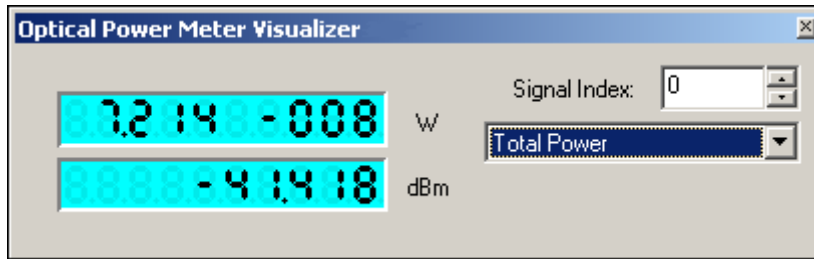 Optical Power Meter Visualizer
Signal Index: 0
7.214 -008 W
Total Power
-41.418 dBm